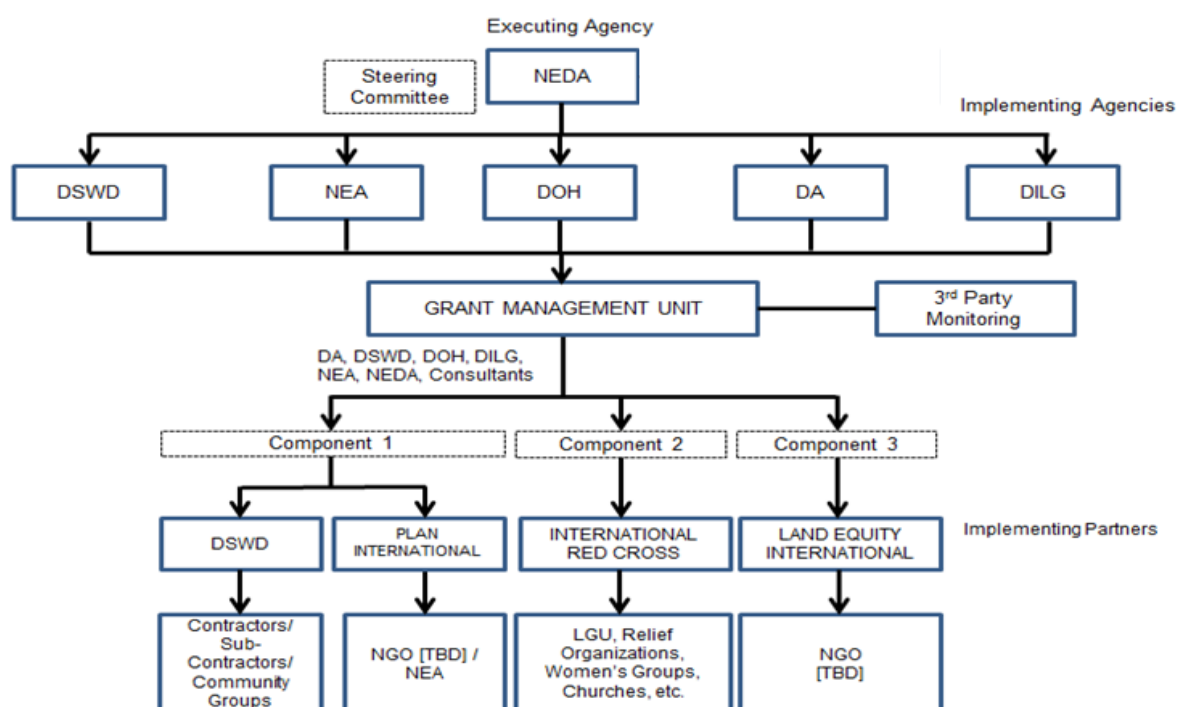 Executing Agency
NEDA
Steering
Committee
Implementing Agencies
DSWD
NEA
DOH
DA
DILG
GRANT MANAGEMENT UNIT
3rd Party
Monitoring
DA, DSWD, DOH, DILG,
NEA, NEDA, Consultants
Component 1
Component 2
Component 3
DSWD
PLAN
INTERNATIONAL
INTERNATIONAL
RED CROSS
LAND EQUITY
INTERNATIONAL
Implementing Partners
Contractors/
Sub-
Contractors/
Community
Groups
NGO [TBD] /
NEA
LGU, Relief
Organizations,
Women's Groups,
Churches, etc.
NGO
[TBD]